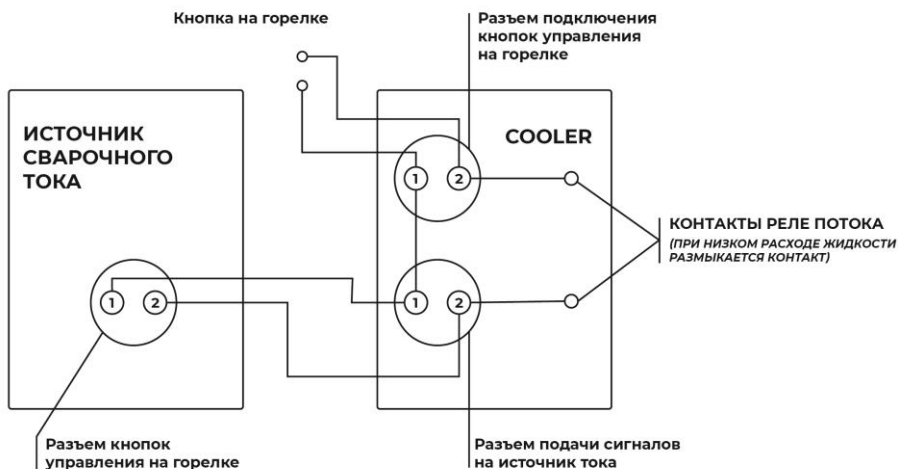 Кнопка на горелке
Разъем подключения
кнопок управления
на горелке
ИСТОЧНИК
СВАРОЧНОГО
ТОКА
COOLER
1
2
КОНТАКТЫ РЕЛЕ ПОТОКА
(ПРИ НИЗКОМ РАСХОДЕ ЖИДКОСТИ
РАЗМЫКАЕТСЯ КОНТАКТ)
1
2
1
2
Разъем кнопок
управления на горелке
Разъем подачи сигналов
на источник тока